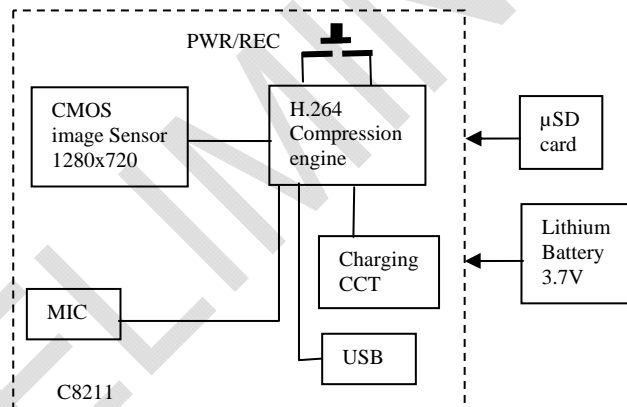 PWR/REC
CMOS
image Sensor
1280x720
H.264
Compression
engine
µSD
card
Lithium
Battery
3.7V
Charging
CCT
MIC
USB
C8211